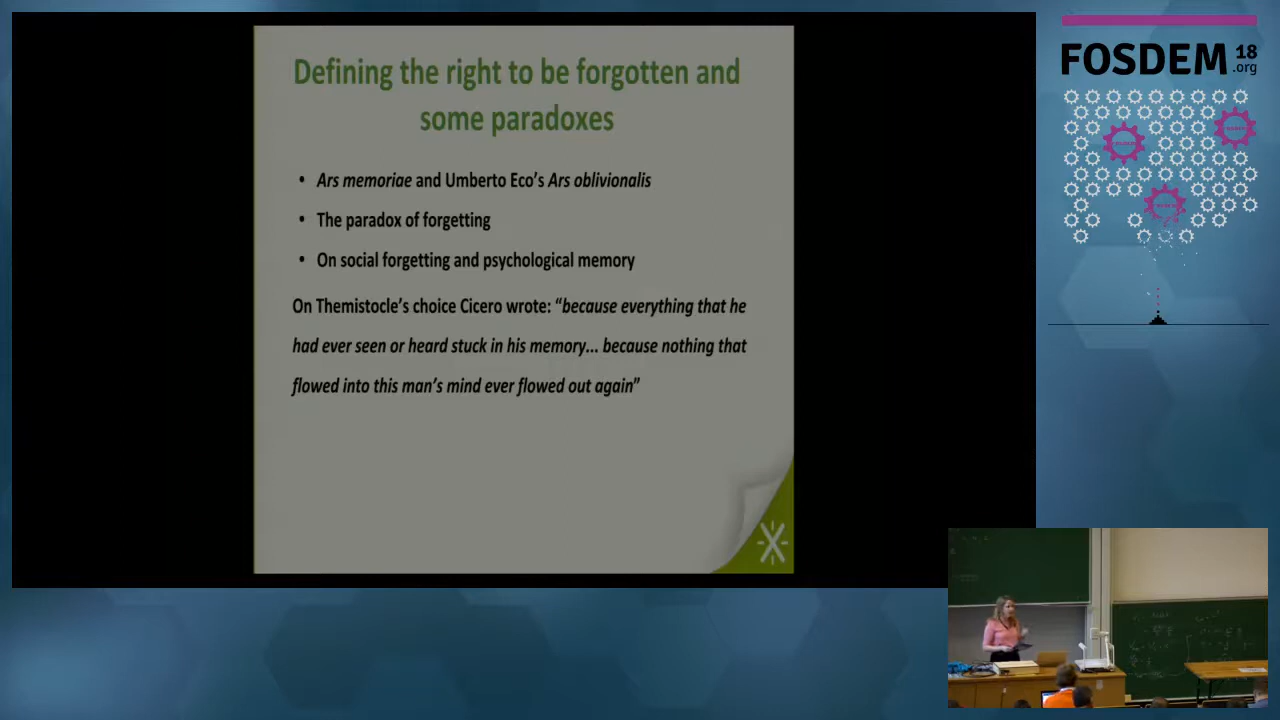 Defining the right to be forgotten and
some paradoxes
• Ars memoriae and Umberto Eco's Ars oblivionalis
• The paradox of forgetting
• On social forgetting and psychological memory
On Themistocle's choice Cicero wrote: “because everything that he
had ever seen or heard stuck in his memory... because nothing that
flowed into this man's mind ever flowed out again”
FOSDEM 18
.org